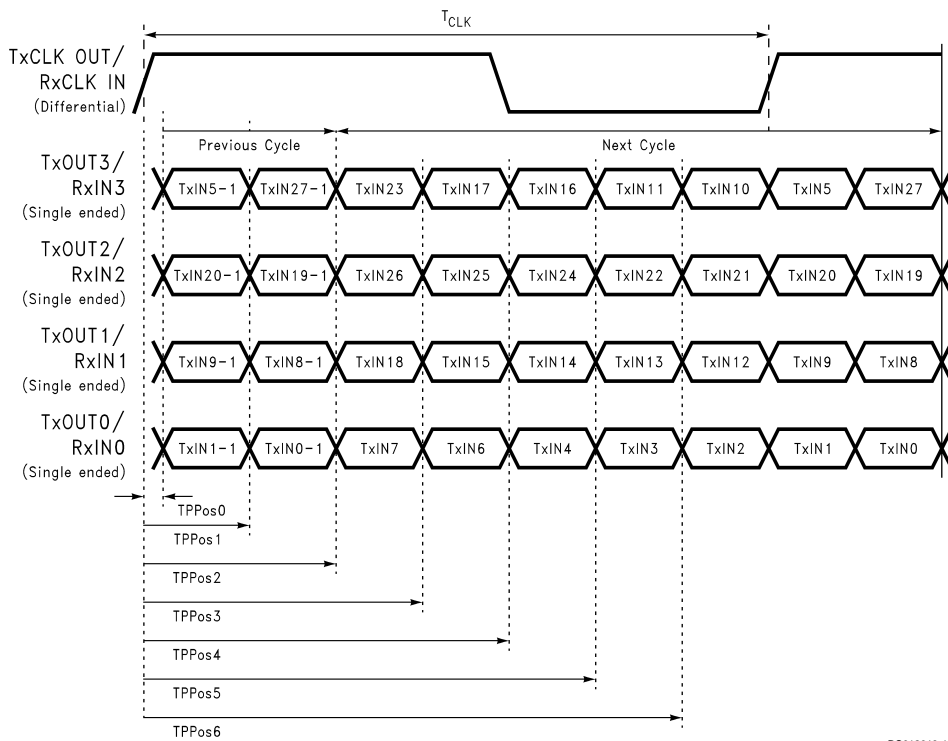 T_CLK
TxCLK OUT/
RxCLK IN
(Differential)
Previous Cycle Next Cycle
TxOUT3/
RxIN3
(Single ended)
TxIN5-1 TxIN27-1 TxIN23 TxIN17 TxIN16 TxIN11 TxIN10 TxIN5 TxIN27
TxOUT2/
RxIN2
(Single ended)
TxIN20-1 TxIN19-1 TxIN26 TxIN25 TxIN24 TxIN22 TxIN21 TxIN20 TxIN19
TxOUT1/
RxIN1
(Single ended)
TxIN9-1 TxIN8-1 TxIN18 TxIN15 TxIN14 TxIN13 TxIN12 TxIN9 TxIN8
TxOUT0/
RxIN0
(Single ended)
TxIN1-1 TxIN0-1 TxIN7 TxIN6 TxIN4 TxIN3 TxIN2 TxIN1 TxIN0
TPPos0
TPPos1
TPPos2
TPPos3
TPPos4
TPPos5
TPPos6